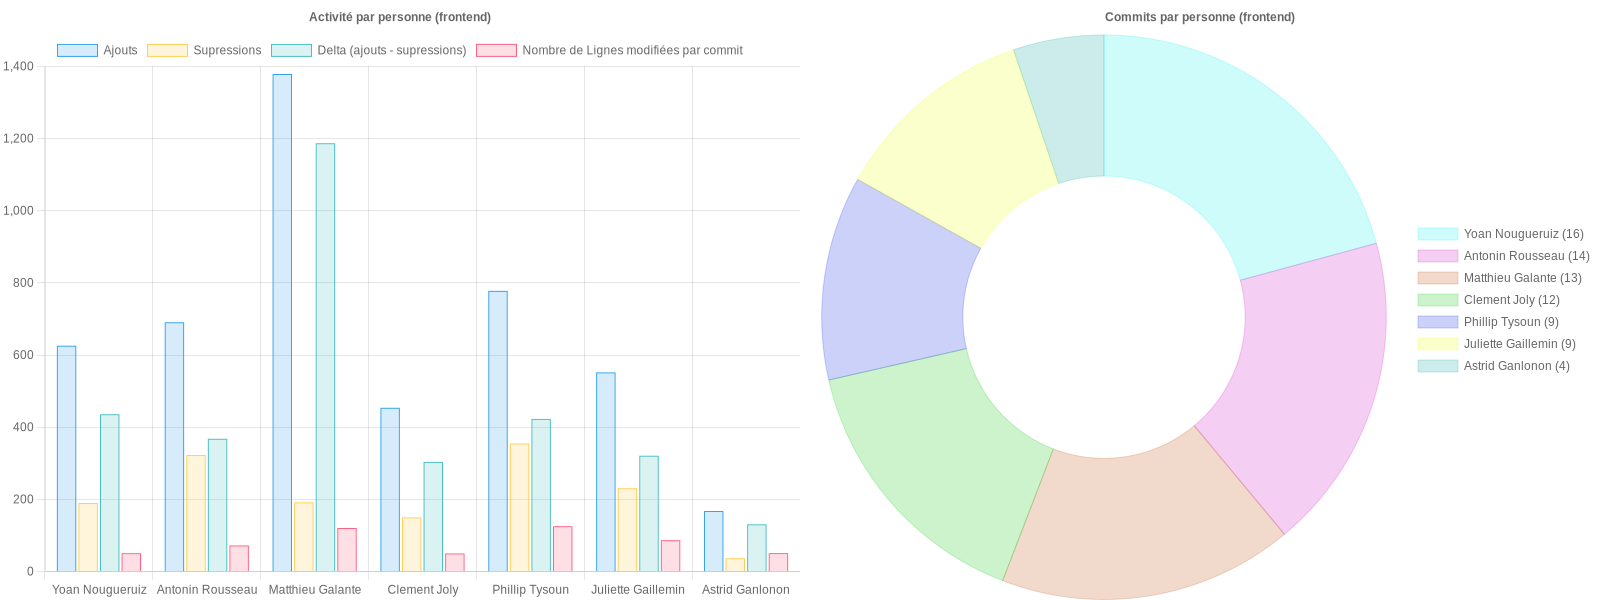 Activité par personne (frontend)
Ajouts
Supressions
Delta (ajouts - supressions)
Nombre de Lignes modifiées par commit
1,400
1,200
1,000
800
600
400
200
0
Yoan Nougueruiz
Antonin Rousseau
Matthieu Galante
Clement Joly
Phillip Tysoun
Juliette Gaillemin
Astrid Ganlonon
Commits par personne (frontend)
Yoan Nougueruiz (16)
Antonin Rousseau (14)
Matthieu Galante (13)
Clement Joly (12)
Phillip Tysoun (9)
Juliette Gaillemin (9)
Astrid Ganlonon (4)